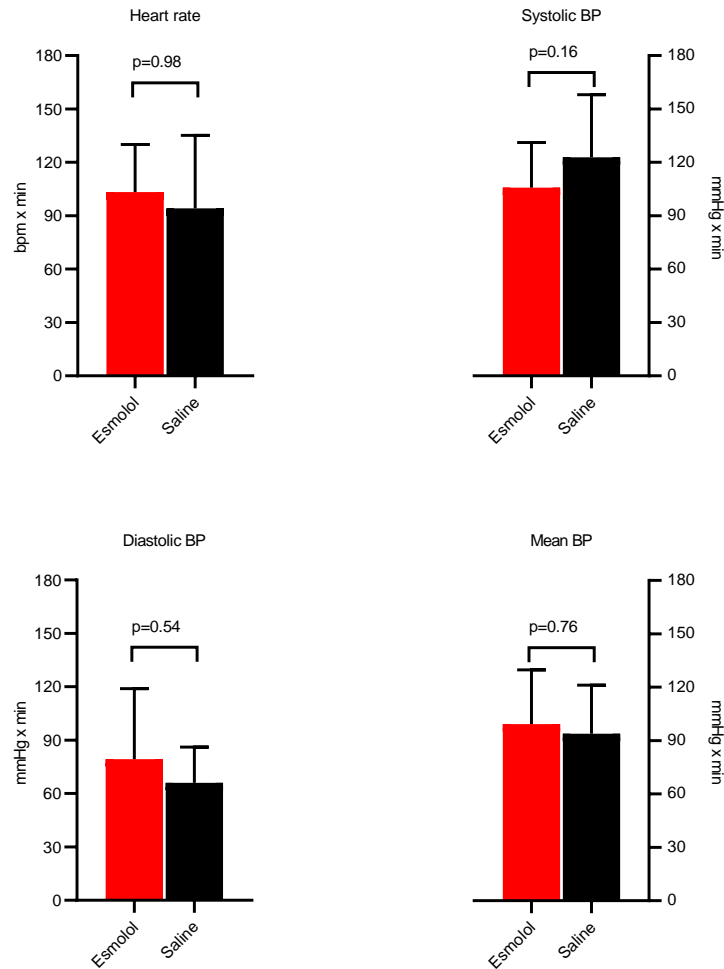 Heart rate
180
150
120
90
60
30
0
bpm x min
p=0.98
Esmolol
Saline
Systolic BP
180
150
120
90
60
30
0
mmHg x min
p=0.16
Esmolol
Saline
Diastolic BP
180
150
120
90
60
30
0
mmHg x min
p=0.54
Esmolol
Saline
Mean BP
180
150
120
90
60
30
0
mmHg x min
p=0.76
Esmolol
Saline